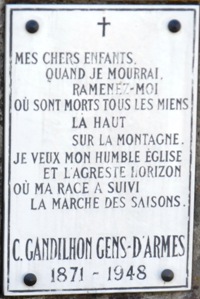 MES CHERS ENFANTS,
QUAND JE MOURRAI,
RAMENEZ-MOI
OÙ SONT MORTS TOUS LES MIENS
LA HAUT
SUR LA MONTAGNE.
JE VEUX MON HUMBLE ÉGLISE
ET L'AGRESTE HORIZON
OÙ MA RACE A SUIVI
LA MARCHE DES SAISONS.
C. GANDILHON GENS-D'ARMES
1871 - 1948